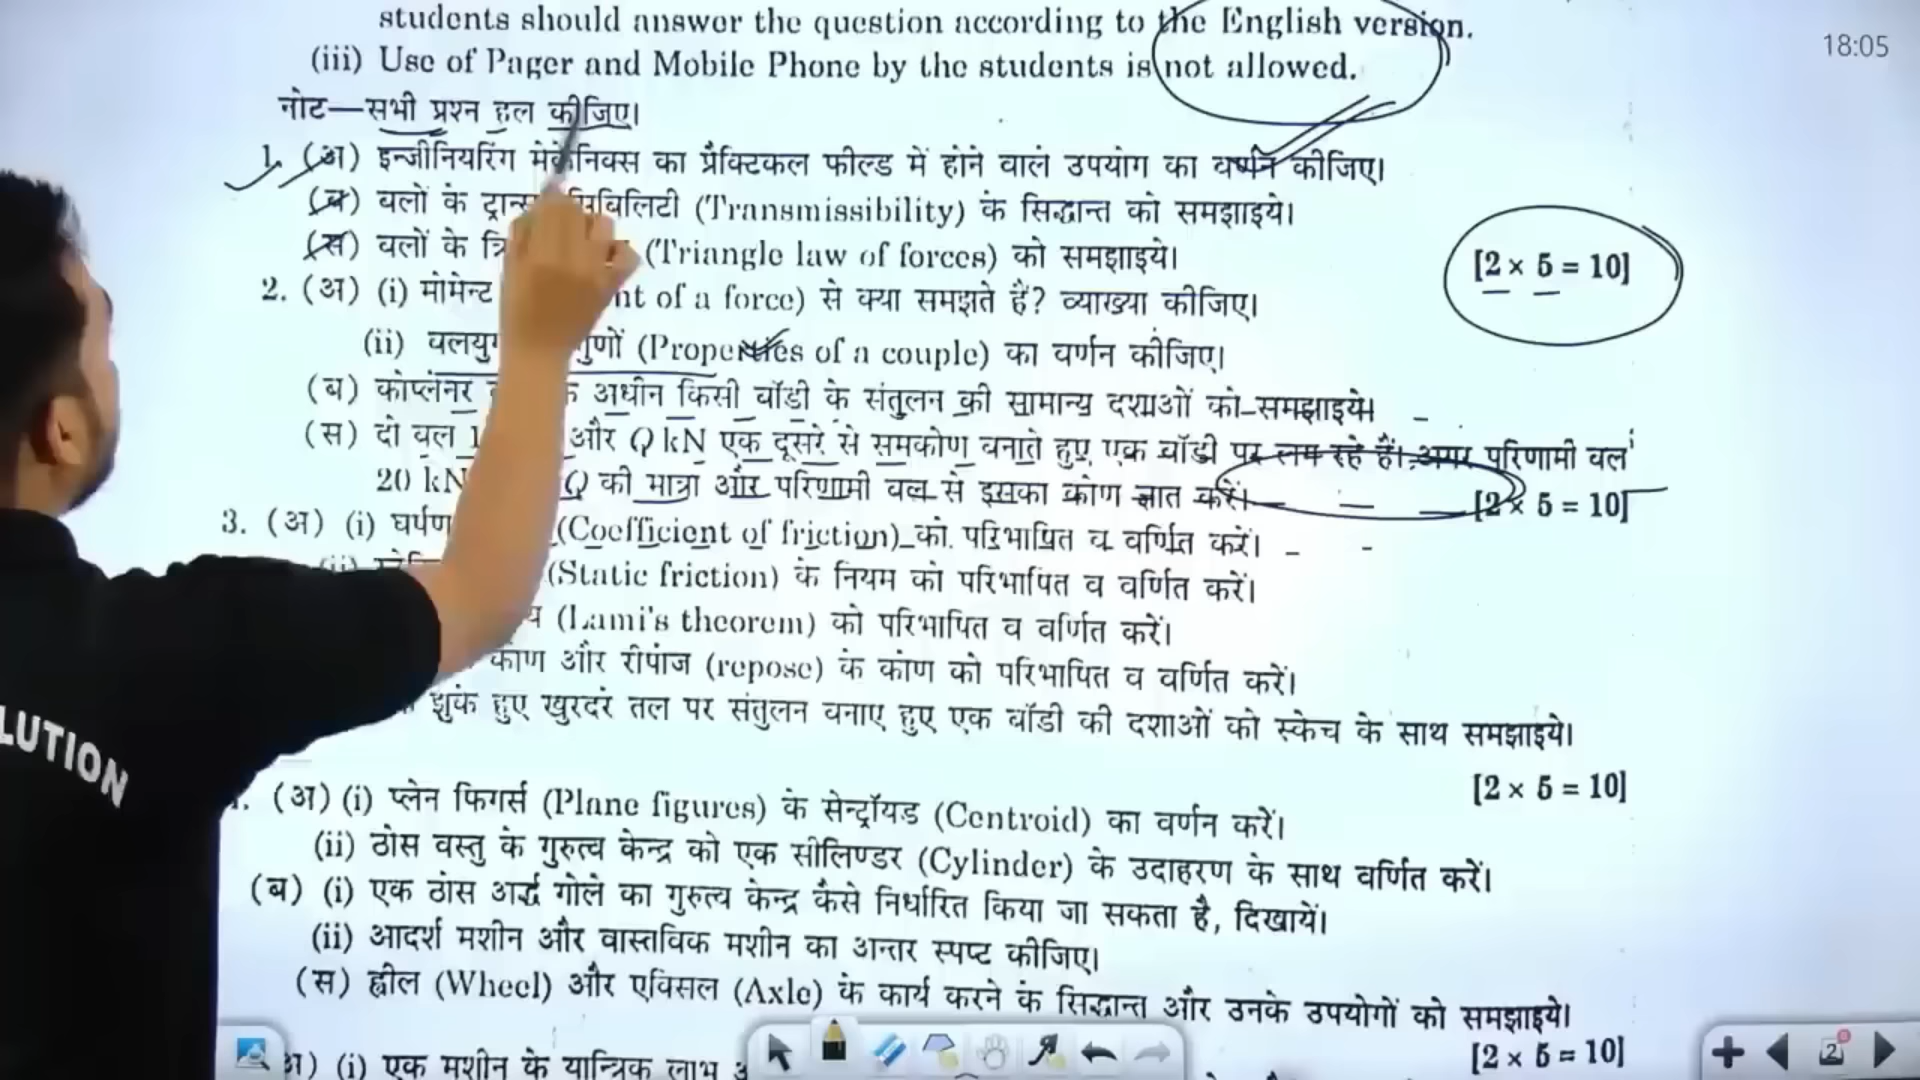 students should answer the question according to the English version.
18:05
(iii) Use of Pager and Mobile Phone by the students is not allowed.
नोट—सभी प्रश्न हल कीजिए।
1. (अ) इन्जीनियरिंग मेकेनिक्स का प्रैक्टिकल फील्ड में होने वाले उपयोग का वर्णन कीजिए।
(ब) बलों के (Transmissibility) के सिद्धान्त को समझाइये।
(स) बलों के (Triangle law of forces) को समझाइये।
[2 × 5 = 10]
2. (अ) (i) मोमेन्ट of a force) से क्या समझते हैं? व्याख्या कीजिए।
(ii) (Properties of a couple) का वर्णन कीजिए।
(ब) कोप्लेनर अधीन किसी बॉडी के संतुलन की सामान्य दशाओं को समझाइये।
(स) दो बल और Q kN एक दूसरे से समकोण बनाते हुए एक बॉडी पर लग रहे हैं। अगर परिणामी बल
20 kN Q की मात्रा और परिणामी बल से इसका कोण ज्ञात करें।
[2 × 5 = 10]
3. (अ) (i) घर्षण (Coefficient of friction) को परिभाषित व वर्णित करें।
(Static friction) के नियम को परिभाषित व वर्णित करें।
(Lami's theorem) को परिभाषित व वर्णित करें।
कोण और रीपोज (repose) के कोण को परिभाषित व वर्णित करें।
झुके हुए खुरदरे तल पर संतुलन बनाए हुए एक बॉडी की दशाओं को स्केच के साथ समझाइये।
[2 × 5 = 10]
LUTION
(अ) (i) प्लेन फिगर्स (Plane figures) के सेन्ट्रॉयड (Centroid) का वर्णन करें।
(ii) ठोस वस्तु के गुरुत्व केन्द्र को एक सीलिण्डर (Cylinder) के उदाहरण के साथ वर्णित करें।
(ब) (i) एक ठोस अर्द्ध गोले का गुरुत्व केन्द्र कैसे निर्धारित किया जा सकता है, दिखायें।
(ii) आदर्श मशीन और वास्तविक मशीन का अन्तर स्पष्ट कीजिए।
(स) ह्वील (Wheel) और एक्सिल (Axle) के कार्य करने के सिद्धान्त और उनके उपयोगों को समझाइये।
[2 × 5 = 10]
(i) एक मशीन के यान्त्रिक लाभ
2